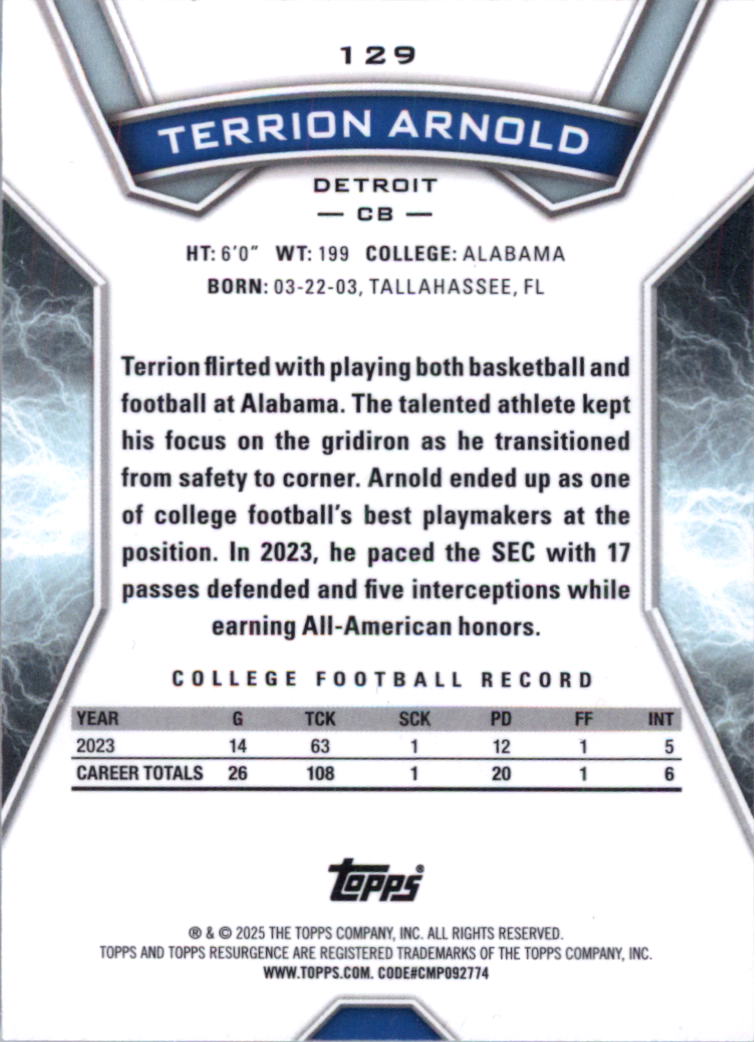 129
TERRION ARNOLD
DETROIT
— CB —
HT: 6'0" WT: 199 COLLEGE: ALABAMA
BORN: 03-22-03, TALLAHASSEE, FL
Terrion flirted with playing both basketball and
football at Alabama. The talented athlete kept
his focus on the gridiron as he transitioned
from safety to corner. Arnold ended up as one
of college football's best playmakers at the
position. In 2023, he paced the SEC with 17
passes defended and five interceptions while
earning All-American honors.
COLLEGE FOOTBALL RECORD
YEAR G TCK SCK PD FF INT
2023 14 63 1 12 1 5
CAREER TOTALS 26 108 1 20 1 6
topps®
® & © 2025 THE TOPPS COMPANY, INC. ALL RIGHTS RESERVED.
TOPPS AND TOPPS RESURGENCE ARE REGISTERED TRADEMARKS OF THE TOPPS COMPANY, INC.
WWW.TOPPS.COM. CODE#CMP092774